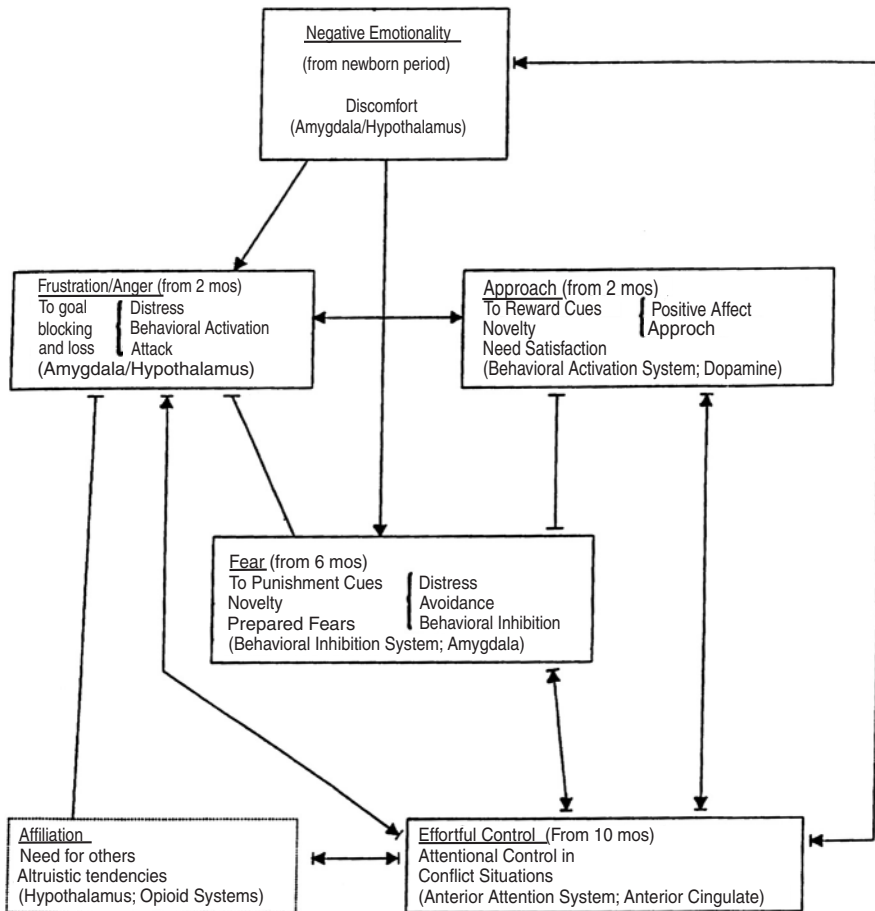 Negative Emotionality
(from newborn period)
Discomfort
(Amygdala/Hypothalamus)
Frustration/Anger (from 2 mos)
To goal { Distress
blocking Behavioral Activation
and loss Attack
(Amygdala/Hypothalamus)
Approach (from 2 mos)
To Reward Cues { Positive Affect
Novelty Approch
Need Satisfaction
(Behavioral Activation System; Dopamine)
Fear (from 6 mos)
To Punishment Cues { Distress
Novelty Avoidance
Prepared Fears Behavioral Inhibition
(Behavioral Inhibition System; Amygdala)
Affiliation
Need for others
Altruistic tendencies
(Hypothalamus; Opioid Systems)
Effortful Control (From 10 mos)
Attentional Control in
Conflict Situations
(Anterior Attention System; Anterior Cingulate)